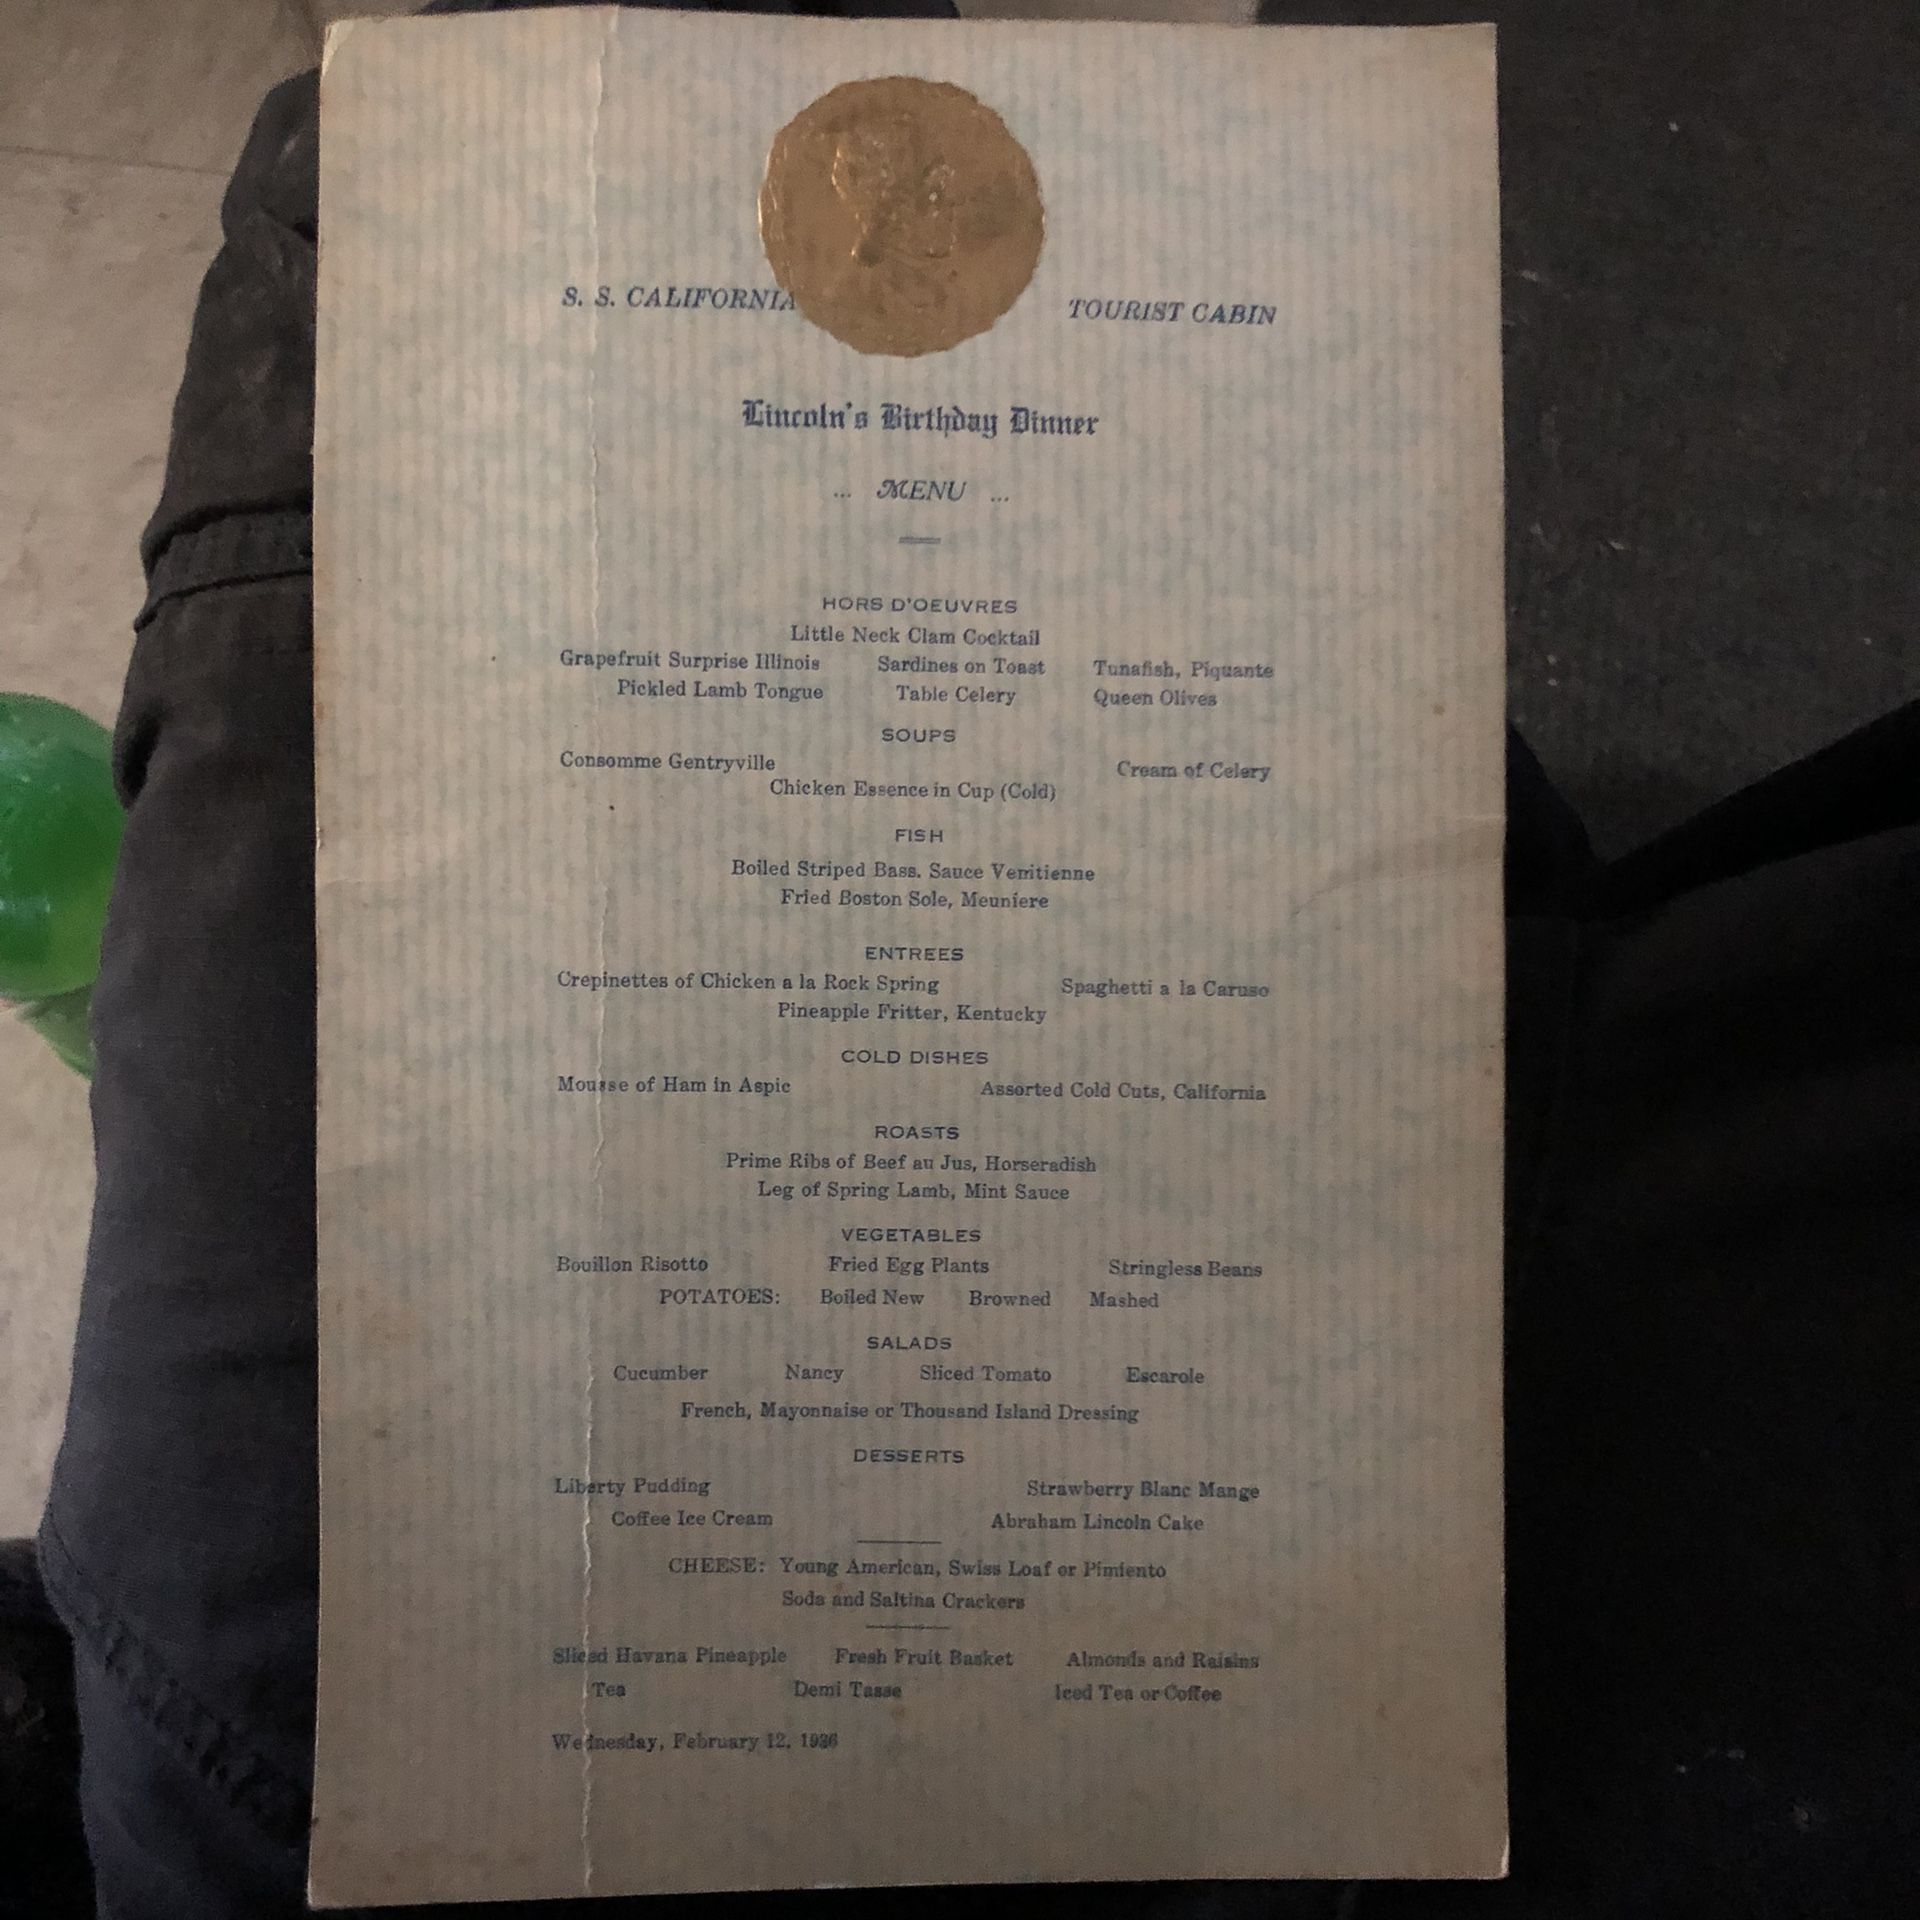 S. S. CALIFORNIA TOURIST CABIN
Lincoln's Birthday Dinner
... MENU ...
HORS D'OEUVRES
Little Neck Clam Cocktail
Grapefruit Surprise Illinois Sardines on Toast Tunafish, Piquante
Pickled Lamb Tongue Table Celery Queen Olives
SOUPS
Consomme Gentryville Cream of Celery
Chicken Essence in Cup (Cold)
FISH
Boiled Striped Bass. Sauce Venitienne
Fried Boston Sole, Meuniere
ENTREES
Crepinettes of Chicken a la Rock Spring Spaghetti a la Caruso
Pineapple Fritter, Kentucky
COLD DISHES
Mousse of Ham in Aspic Assorted Cold Cuts, California
ROASTS
Prime Ribs of Beef au Jus, Horseradish
Leg of Spring Lamb, Mint Sauce
VEGETABLES
Bouillon Risotto Fried Egg Plants Stringless Beans
POTATOES: Boiled New Browned Mashed
SALADS
Cucumber Nancy Sliced Tomato Escarole
French, Mayonnaise or Thousand Island Dressing
DESSERTS
Liberty Pudding Strawberry Blanc Mange
Coffee Ice Cream Abraham Lincoln Cake
CHEESE: Young American, Swiss Loaf or Pimiento
Soda and Saltina Crackers
Sliced Havana Pineapple Fresh Fruit Basket Almonds and Raisins
Tea Demi Tasse Iced Tea or Coffee
Wednesday, February 12, 1936